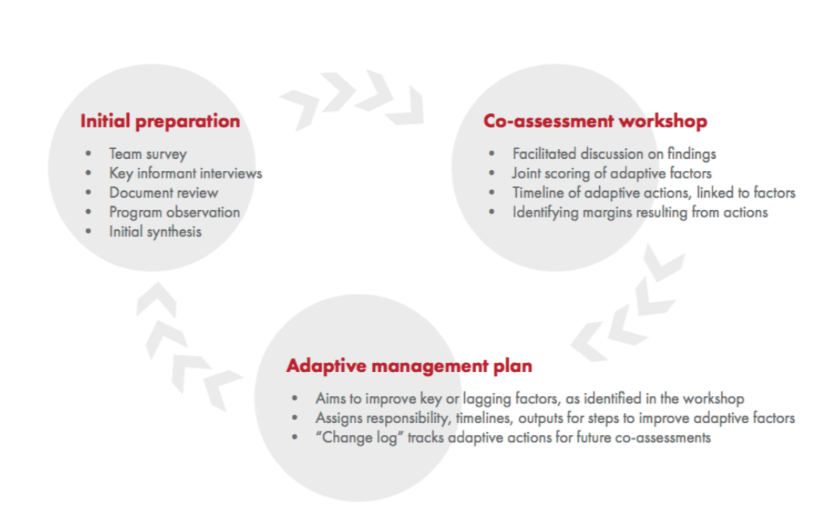 Initial preparation
• Team survey
• Key informant interviews
• Document review
• Program observation
• Initial synthesis
Co-assessment workshop
• Facilitated discussion on findings
• Joint scoring of adaptive factors
• Timeline of adaptive actions, linked to factors
• Identifying margins resulting from actions
Adaptive management plan
• Aims to improve key or lagging factors, as identified in the workshop
• Assigns responsibility, timelines, outputs for steps to improve adaptive factors
• “Change log” tracks adaptive actions for future co-assessments